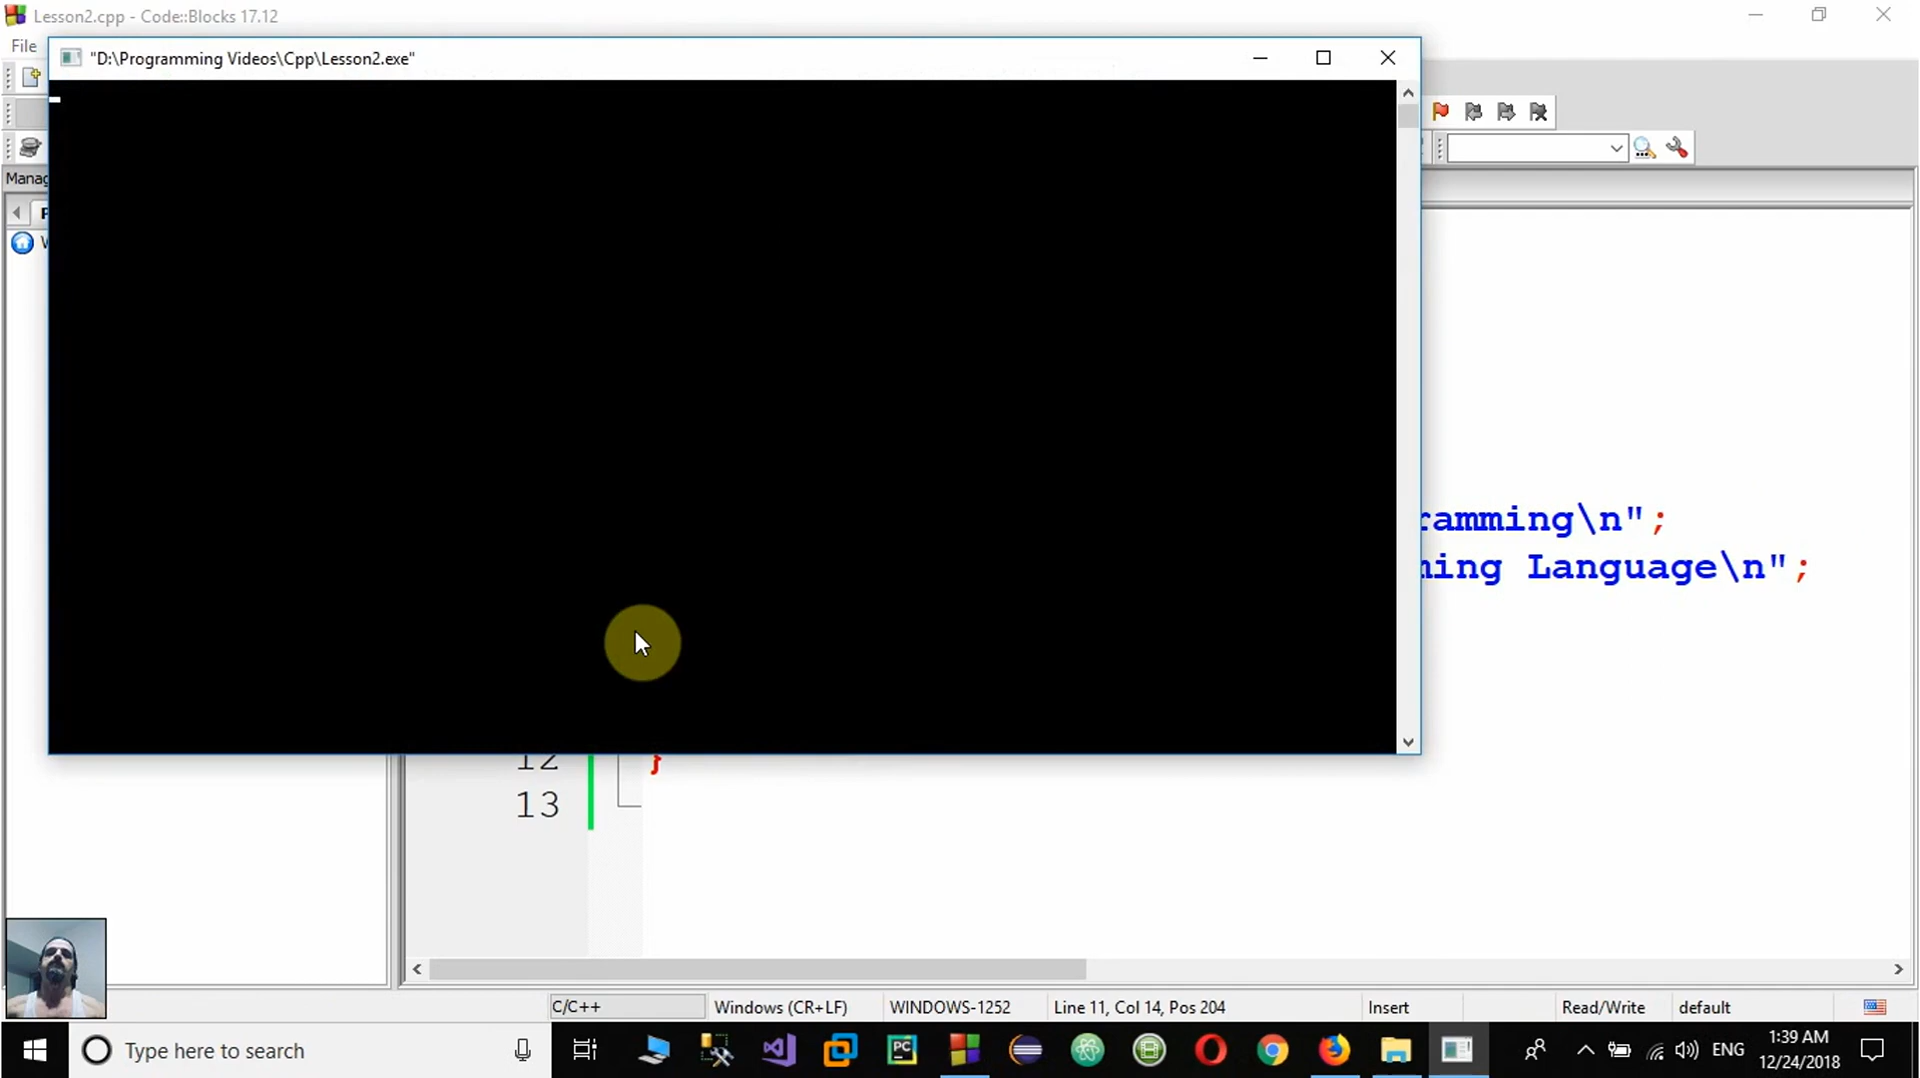 Lesson2.cpp - Code::Blocks 17.12
File
"D:\Programming Videos\Cpp\Lesson2.exe"
Manag
ramming\n";
ming Language\n";
12 }
13
C/C++ Windows (CR+LF) WINDOWS-1252 Line 11, Col 14, Pos 204 Insert Read/Write default
Type here to search
ENG
1:39 AM
12/24/2018